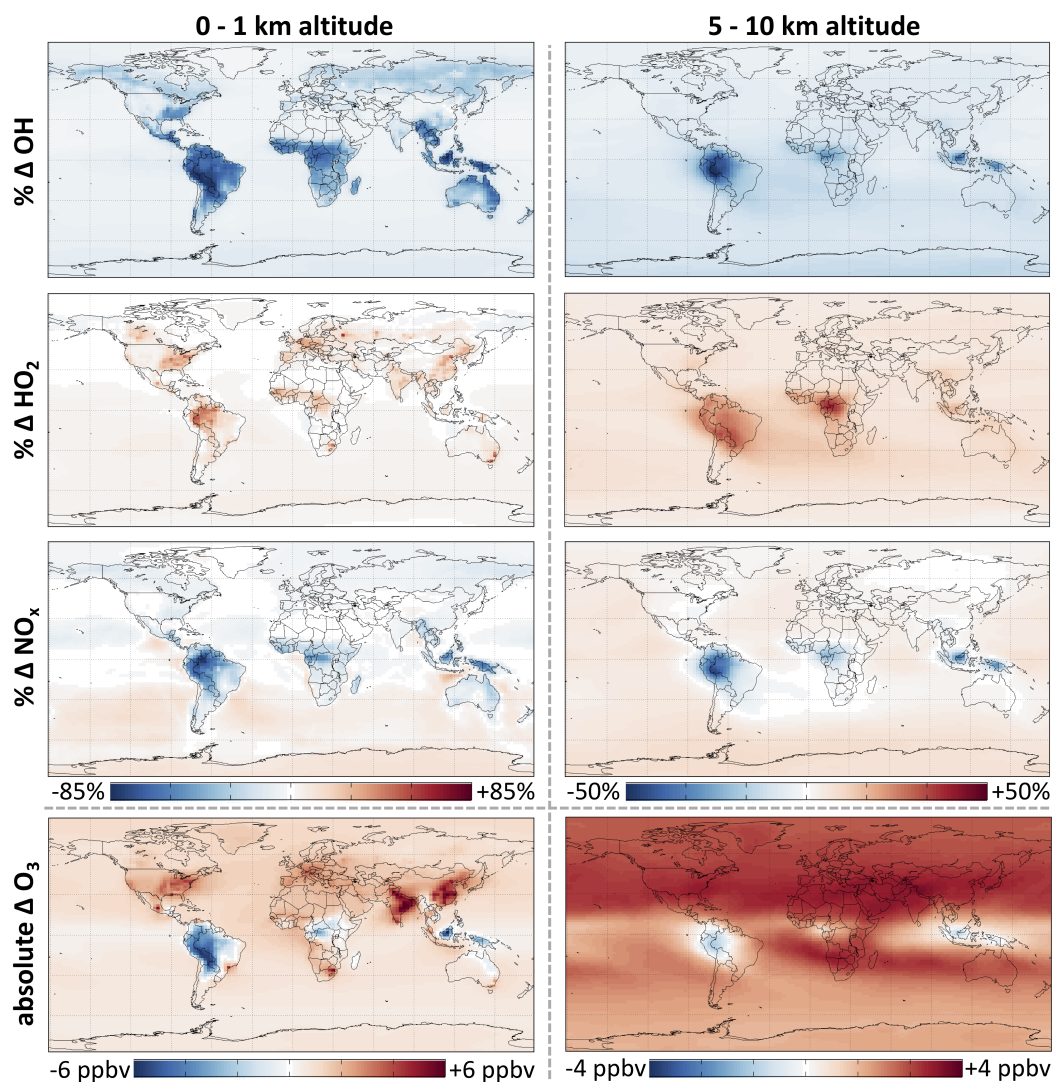 0 - 1 km altitude
5 - 10 km altitude
% Δ OH
% Δ HO2
% Δ NOx
-85%
+85%
-50%
+50%
absolute Δ O3
-6 ppbv
+6 ppbv
-4 ppbv
+4 ppbv